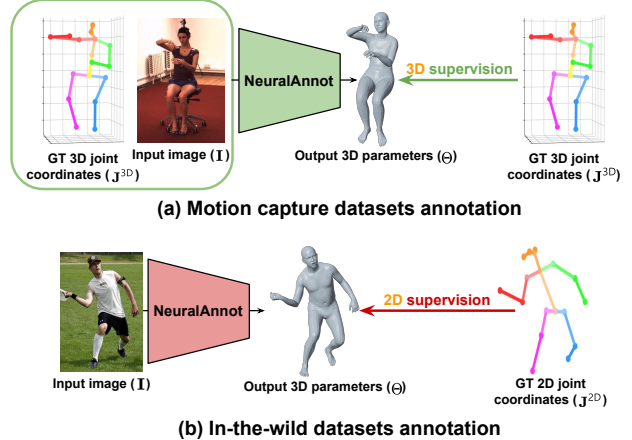 NeuralAnnot
3D supervision
GT 3D joint
coordinates (J³ᴰ)
Input image (I)
Output 3D parameters (Θ)
GT 3D joint
coordinates (J³ᴰ)
(a) Motion capture datasets annotation
NeuralAnnot
2D supervision
Input image (I)
Output 3D parameters (Θ)
GT 2D joint
coordinates (J²ᴰ)
(b) In-the-wild datasets annotation